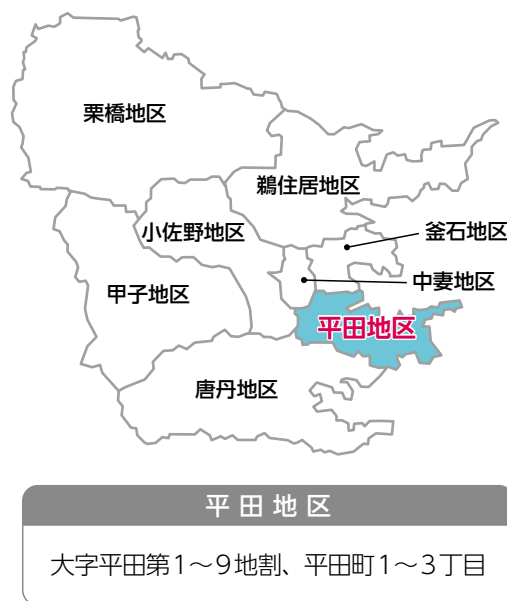 栗橋地区
鵜住居地区
小佐野地区
釜石地区
中妻地区
甲子地区
平田地区
唐丹地区
平田地区
大字平田第1～9地割、平田町1～3丁目